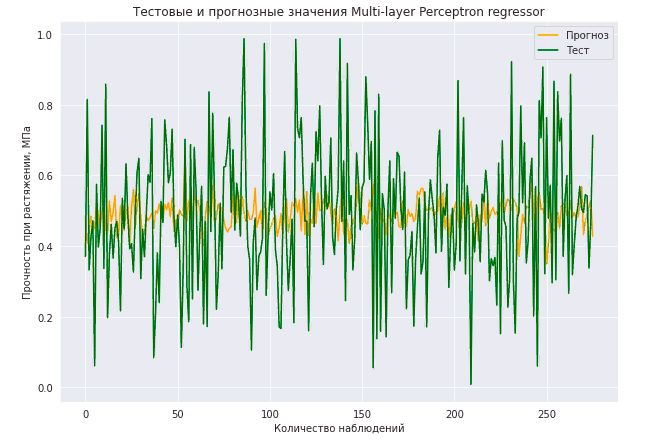 Тестовые и прогнозные значения Multi-layer Perceptron regressor
Прогноз
Тест
Прочность при растяжении, МПа
1.0
0.8
0.6
0.4
0.2
0.0
0 50 100 150 200 250
Количество наблюдений